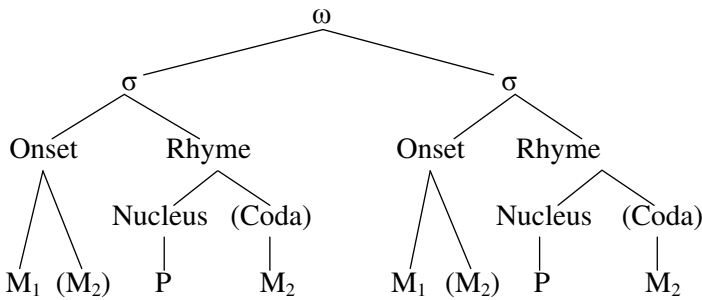 ω
σ σ
Onset Rhyme Onset Rhyme
Nucleus (Coda) Nucleus (Coda)
M₁ (M₂) P M₂ M₁ (M₂) P M₂